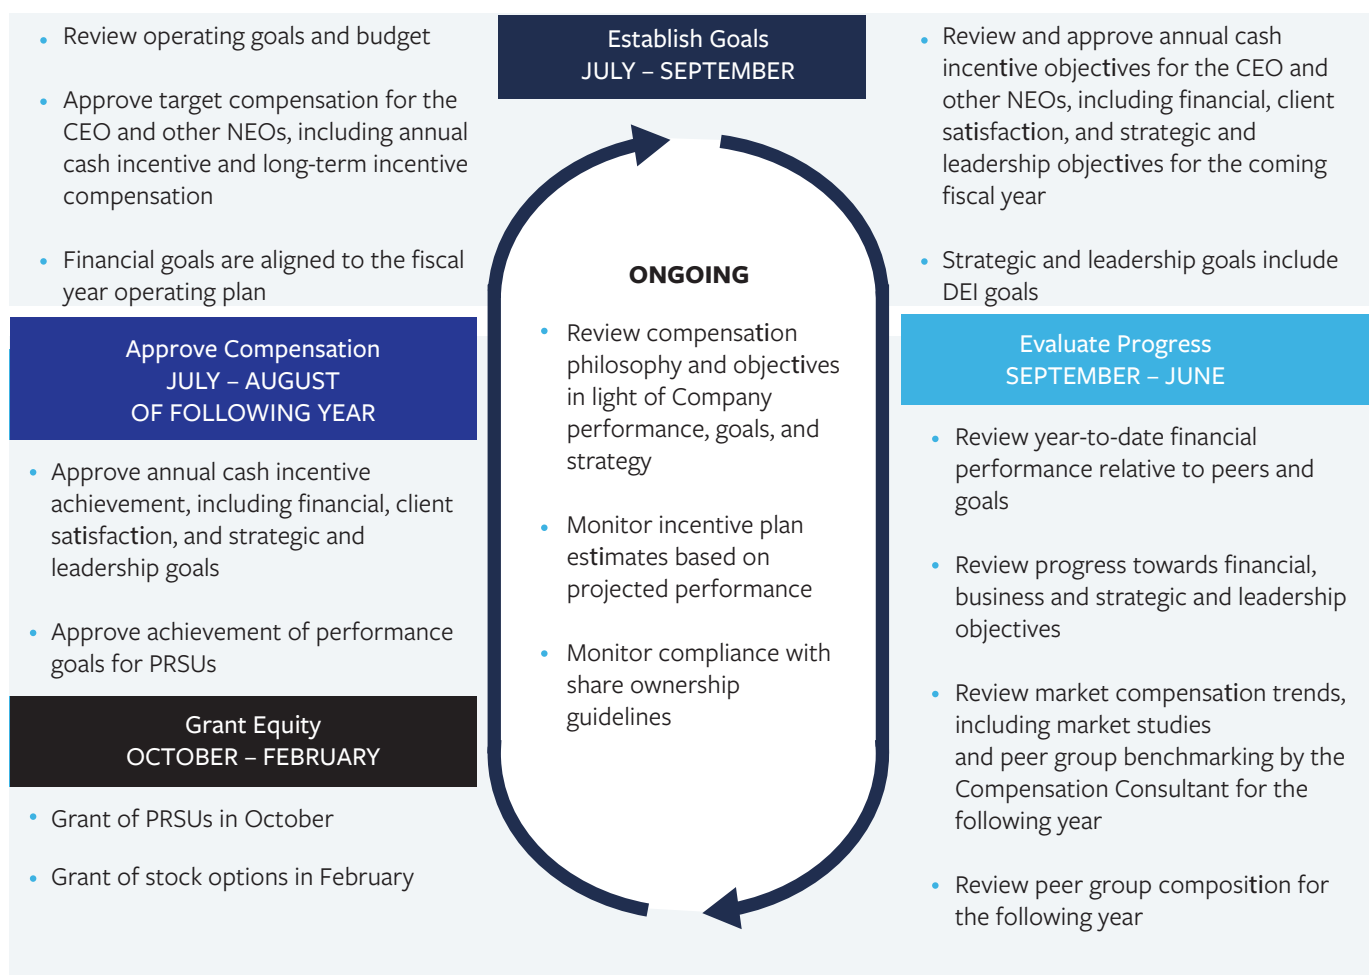 Establish Goals
JULY – SEPTEMBER
Review operating goals and budget
Approve target compensation for the
CEO and other NEOs, including annual
cash incentive and long-term incentive
compensation
Financial goals are aligned to the fiscal
year operating plan
Review and approve annual cash
incentive objectives for the CEO and
other NEOs, including financial, client
satisfaction, and strategic and
leadership objectives for the coming
fiscal year
Strategic and leadership goals include
DEI goals
Evaluate Progress
SEPTEMBER – JUNE
Review year-to-date financial
performance relative to peers and
goals
Review progress towards financial,
business and strategic and leadership
objectives
Review market compensation trends,
including market studies
and peer group benchmarking by the
Compensation Consultant for the
following year
Review peer group composition for
the following year
Approve Compensation
JULY – AUGUST
OF FOLLOWING YEAR
Approve annual cash incentive
achievement, including financial, client
satisfaction, and strategic and
leadership goals
Approve achievement of performance
goals for PRSUs
Grant Equity
OCTOBER – FEBRUARY
Grant of PRSUs in October
Grant of stock options in February
ONGOING
Review compensation
philosophy and objectives
in light of Company
performance, goals, and
strategy
Monitor incentive plan
estimates based on
projected performance
Monitor compliance with
share ownership
guidelines